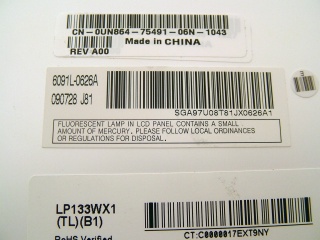 CN-0UN864-75491-06N-1043
Made in CHINA
REV A00
6091L-0626A
090728 J81
SGA97U08T81JX0626A1
FLUORESCENT LAMP IN LCD PANEL CONTAINS A SMALL
AMOUNT OF MERCURY. PLEASE FOLLOW LOCAL ORDINANCES
OR REGULATIONS FOR DISPOSAL.
LP133WX1
(TL)(B1)
CT:C0000017EXT9NY
RoHS Verified